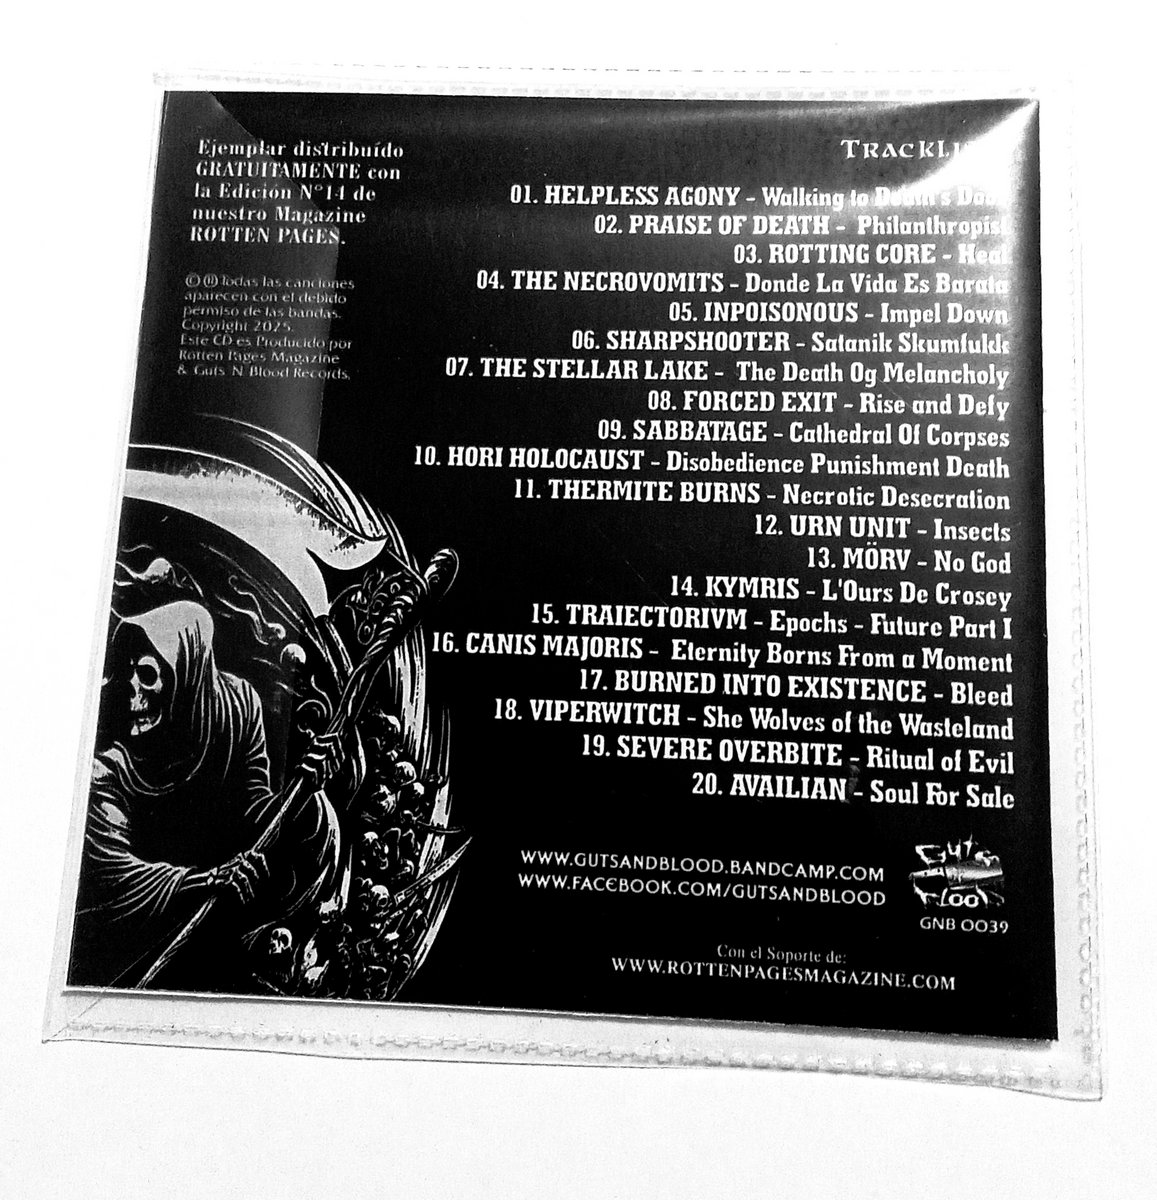 Ejemplar distribuído
GRATUITAMENTE con
la Edición N°14 de
nuestro Magazine
ROTTEN PAGES.
©℗ Todas las canciones
aparecen con el debido
permiso de las bandas.
Copyright 2025.
Este CD es Producido por
Rotten Pages Magazine
& Guts N Blood Records.
01. HELPLESS AGONY - Walking to Death's
02. PRAISE OF DEATH - Philanthropist
03. ROTTING CORE -
04. THE NECROVOMITS - Donde La Vida Es Barata
05. INPOISONOUS - Impel Down
06. SHARPSHOOTER - Satanik Skumfukk
07. THE STELLAR LAKE - The Death Og Melancholy
08. FORCED EXIT - Rise and Defy
09. SABBATAGE - Cathedral Of Corpses
10. HORI HOLOCAUST - Disobedience Punishment Death
11. THERMITE BURNS - Necrotic Desecration
12. URN UNIT - Insects
13. MÖRV - No God
14. KYMRIS - L'Ours De Crosey
15. TRAIECTORIVM - Epochs - Future Part I
16. CANIS MAJORIS - Eternity Borns From a Moment
17. BURNED INTO EXISTENCE - Bleed
18. VIPERWITCH - She Wolves of the Wasteland
19. SEVERE OVERBITE - Ritual of Evil
20. AVAILIAN - Soul For Sale
WWW.GUTSANDBLOOD.BANDCAMP.COM
WWW.FACEBOOK.COM/GUTSANDBLOOD
GNB 0039
Con el Soporte de:
WWW.ROTTENPAGESMAGAZINE.COM